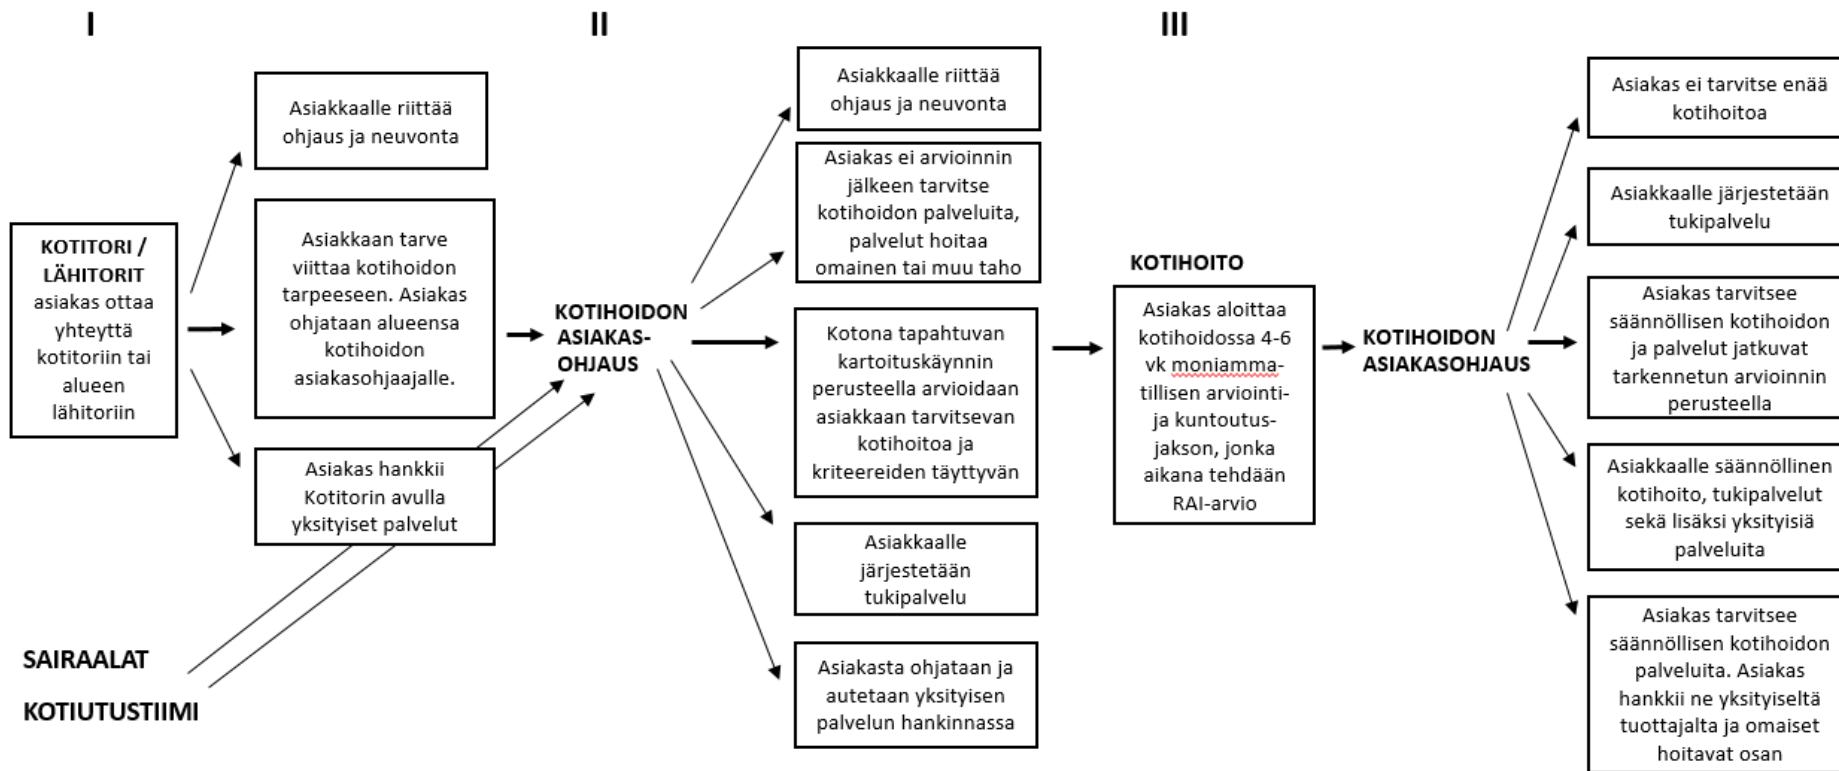 I
II
III
KOTITORI /
LÄHITORIT
asiakas ottaa
yhteyttä
kotitoriin tai
alueen
lähitoriin
Asiakkaalle riittää
ohjaus ja neuvonta
Asiakkaan tarve
viittaa kotihoidon
tarpeeseen. Asiakas
ohjataan alueensa
kotihoidon
asiakasohjaajalle.
Asiakas hankkii
Kotitorin avulla
yksityiset palvelut
SAIRAALAT
KOTIUTUSTIIMI
KOTIHOIDON
ASIAKAS-
OHJAUS
Asiakkaalle riittää
ohjaus ja neuvonta
Asiakas ei arvioinnin
jälkeen tarvitse
kotihoidon palveluita,
palvelut hoitaa
omainen tai muu taho
Kotona tapahtuvan
kartoituskäynnin
perusteella arvioidaan
asiakkaan tarvitsevan
kotihoitoa ja
kriteereiden täyttyvän
Asiakkaalle
järjestetään
tukipalvelu
Asiakasta ohjataan ja
autetaan yksityisen
palvelun hankinnassa
KOTIHOITO
Asiakas aloittaa
kotihoidossa 4-6
vk moniamma-
tillisen arviointi-
ja kuntoutus-
jakson, jonka
aikana tehdään
RAI-arvio
KOTIHOIDON
ASIAKASOHJAUS
Asiakas ei tarvitse enää
kotihoitoa
Asiakkaalle järjestetään
tukipalvelu
Asiakas tarvitsee
säännöllisen kotihoidon
ja palvelut jatkuvat
tarkennetun arvioinnin
perusteella
Asiakkaalle säännöllinen
kotihoito, tukipalvelut
sekä lisäksi yksityisiä
palveluita
Asiakas tarvitsee
säännöllisen kotihoidon
palveluita. Asiakas
hankkii ne yksityiseltä
tuottajalta ja omaiset
hoitavat osan